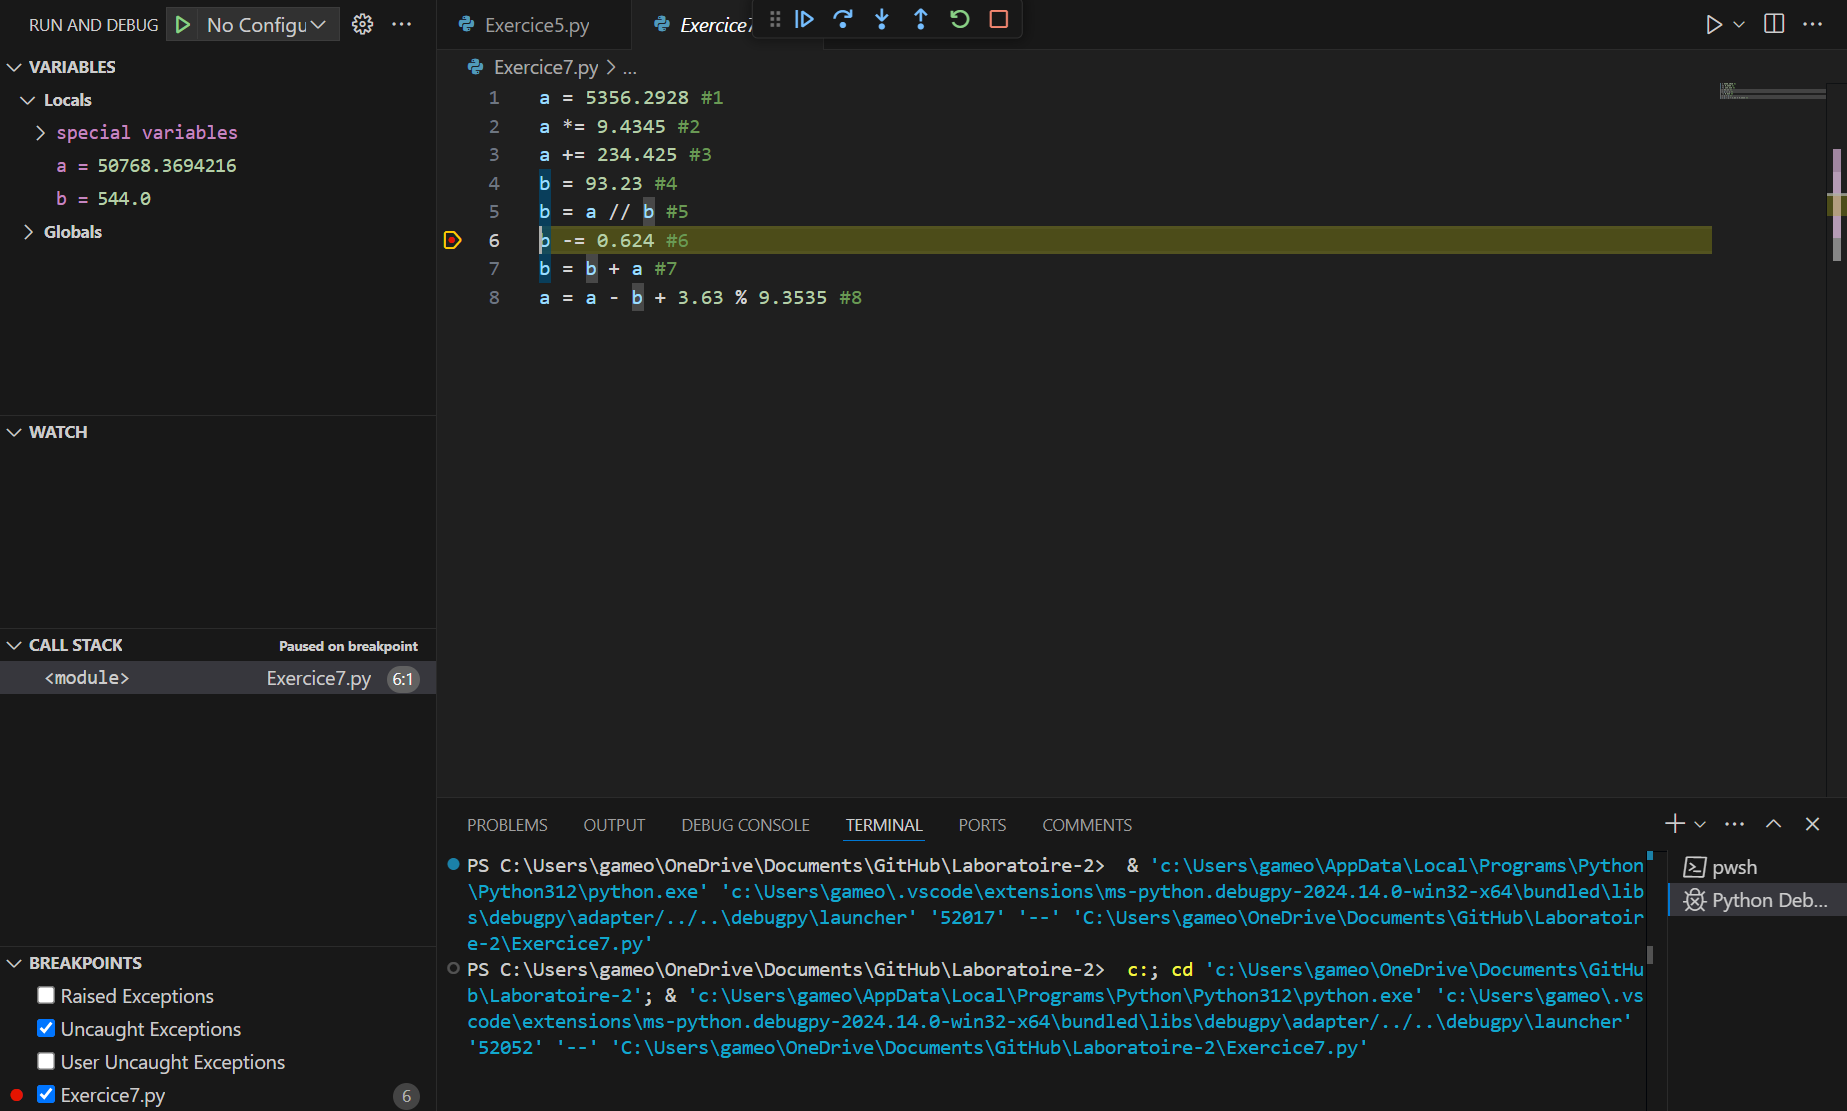 RUN AND DEBUG No Configu
VARIABLES
Locals
special variables
a = 50768.3694216
b = 544.0
Globals
WATCH
CALL STACK Paused on breakpoint
<module> Exercice7.py 6:1
BREAKPOINTS
Raised Exceptions
Uncaught Exceptions
User Uncaught Exceptions
Exercice7.py 6
Exercice5.py Exercice7
Exercice7.py > ...
1 a = 5356.2928 #1
2 a *= 9.4345 #2
3 a += 234.425 #3
4 b = 93.23 #4
5 b = a // b #5
6 b -= 0.624 #6
7 b = b + a #7
8 a = a - b + 3.63 % 9.3535 #8
PROBLEMS OUTPUT DEBUG CONSOLE TERMINAL PORTS COMMENTS
PS C:\Users\gameo\OneDrive\Documents\GitHub\Laboratoire-2> & 'c:\Users\gameo\AppData\Local\Programs\Python
\Python312\python.exe' 'c:\Users\gameo\.vscode\extensions\ms-python.debugpy-2024.14.0-win32-x64\bundled\lib
s\debugpy\adapter/../..\debugpy\launcher' '52017' '--' 'C:\Users\gameo\OneDrive\Documents\GitHub\Laboratoir
e-2\Exercice7.py'
PS C:\Users\gameo\OneDrive\Documents\GitHub\Laboratoire-2> c:; cd 'c:\Users\gameo\OneDrive\Documents\GitHu
b\Laboratoire-2'; & 'c:\Users\gameo\AppData\Local\Programs\Python\Python312\python.exe' 'c:\Users\gameo\.vs
code\extensions\ms-python.debugpy-2024.14.0-win32-x64\bundled\libs\debugpy\adapter/../..\debugpy\launcher'
'52052' '--' 'C:\Users\gameo\OneDrive\Documents\GitHub\Laboratoire-2\Exercice7.py'
pwsh
Python Deb...